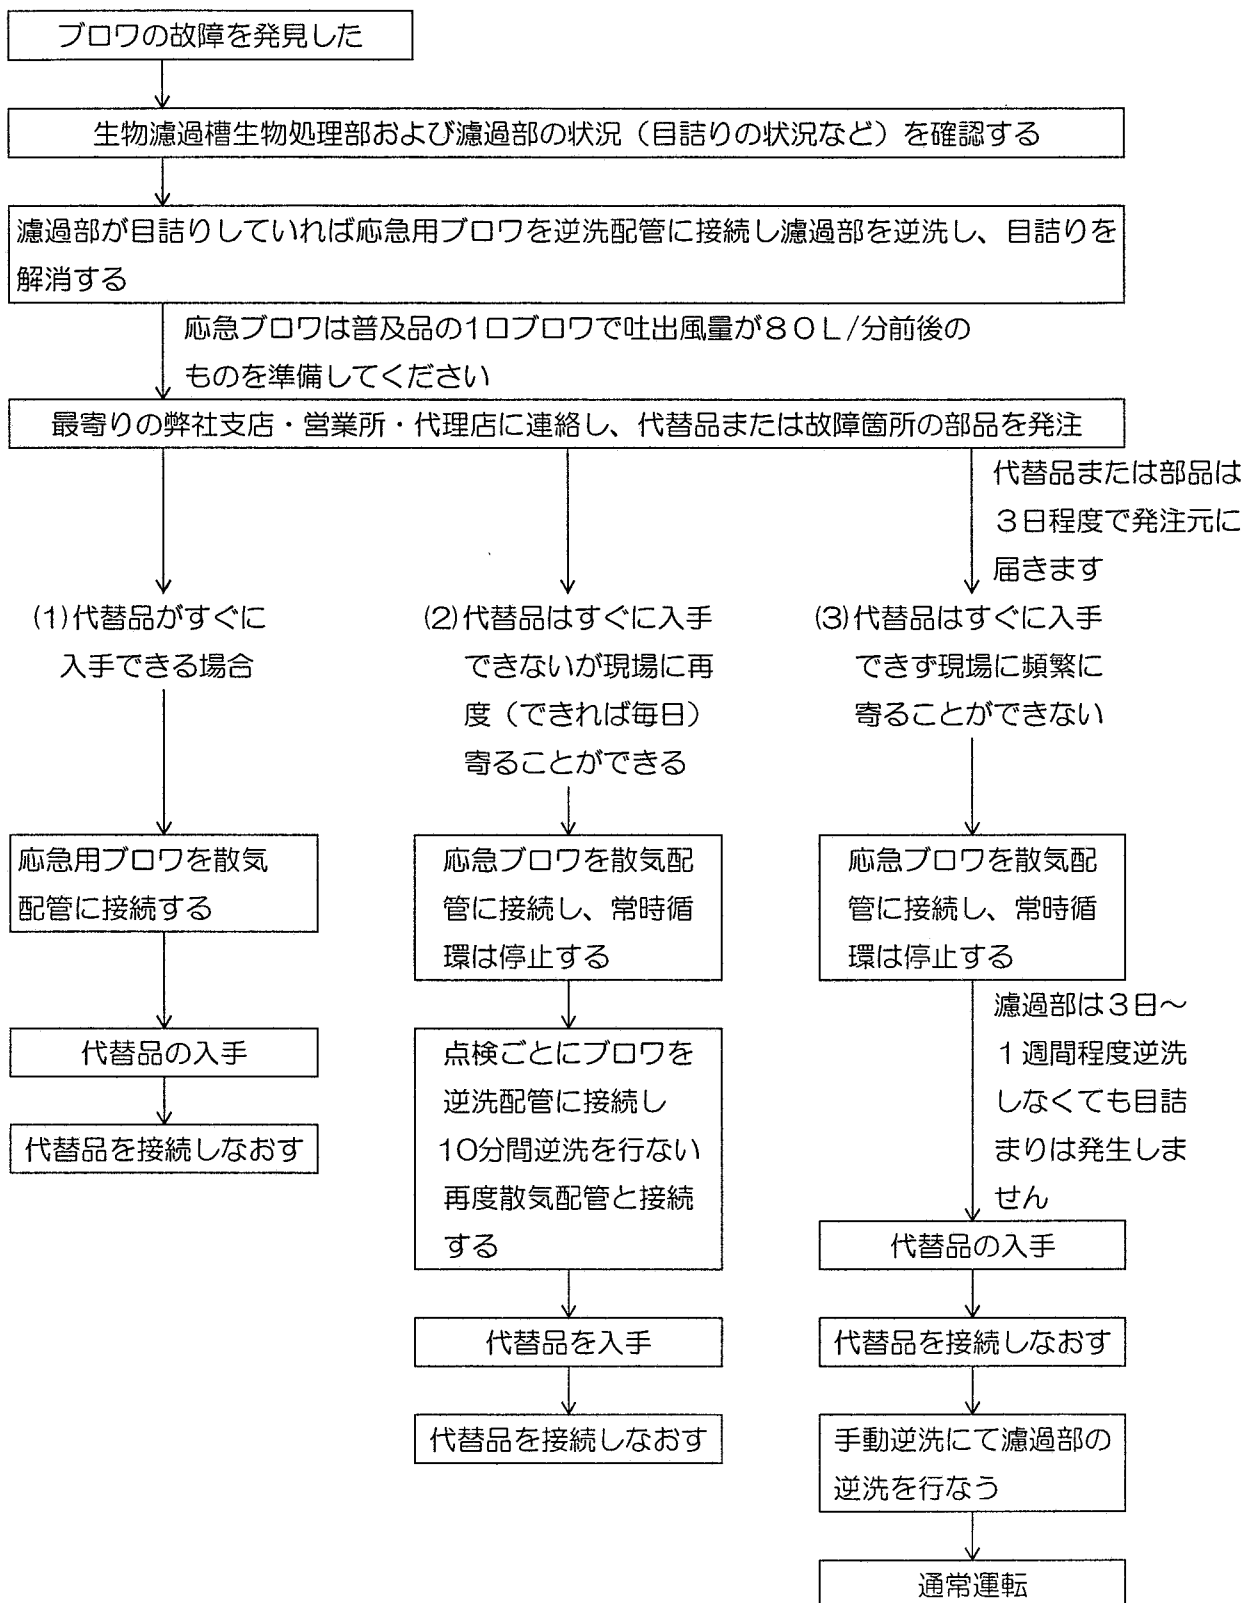 ブロワの故障を発見した
生物濾過槽生物処理部および濾過部の状況（目詰りの状況など）を確認する
濾過部が目詰りしていれば応急用ブロワを逆洗配管に接続し濾過部を逆洗し、目詰りを
解消する
応急ブロワは普及品の1口ブロワで吐出風量が８０Ｌ/分前後の
ものを準備してください
最寄りの弊社支店・営業所・代理店に連絡し、代替品または故障箇所の部品を発注
代替品または部品は
３日程度で発注元に
届きます
(1)代替品がすぐに
入手できる場合
応急用ブロワを散気
配管に接続する
代替品の入手
代替品を接続しなおす
(2)代替品はすぐに入手
できないが現場に再
度（できれば毎日）
寄ることができる
応急ブロワを散気配
管に接続し、常時循
環は停止する
点検ごとにブロワを
逆洗配管に接続し
10分間逆洗を行ない
再度散気配管と接続
する
代替品を入手
代替品を接続しなおす
(3)代替品はすぐに入手
できず現場に頻繁に
寄ることができない
応急ブロワを散気配
管に接続し、常時循
環は停止する
濾過部は３日～
１週間程度逆洗
しなくても目詰
まりは発生しま
せん
代替品の入手
代替品を接続しなおす
手動逆洗にて濾過部の
逆洗を行なう
通常運転